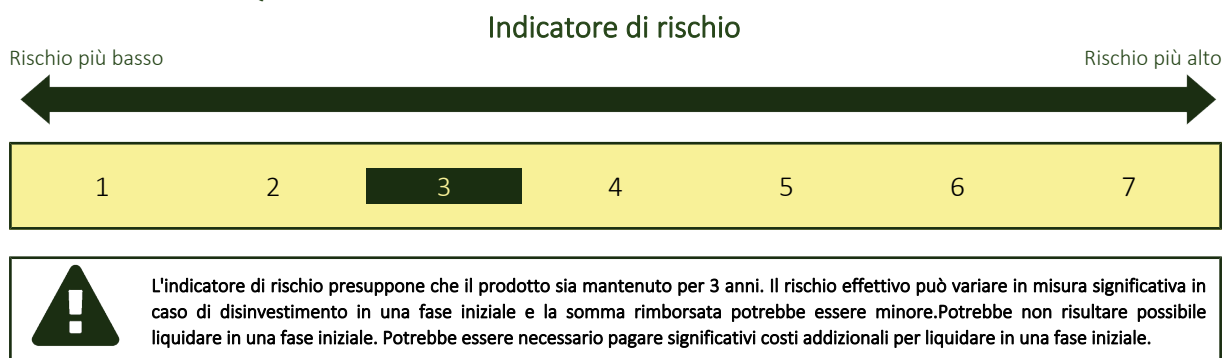 Indicatore di rischio
Rischio più basso
Rischio più alto
1 2 3 4 5 6 7
L'indicatore di rischio presuppone che il prodotto sia mantenuto per 3 anni. Il rischio effettivo può variare in misura significativa in
caso di disinvestimento in una fase iniziale e la somma rimborsata potrebbe essere minore.Potrebbe non risultare possibile
liquidare in una fase iniziale. Potrebbe essere necessario pagare significativi costi addizionali per liquidare in una fase iniziale.